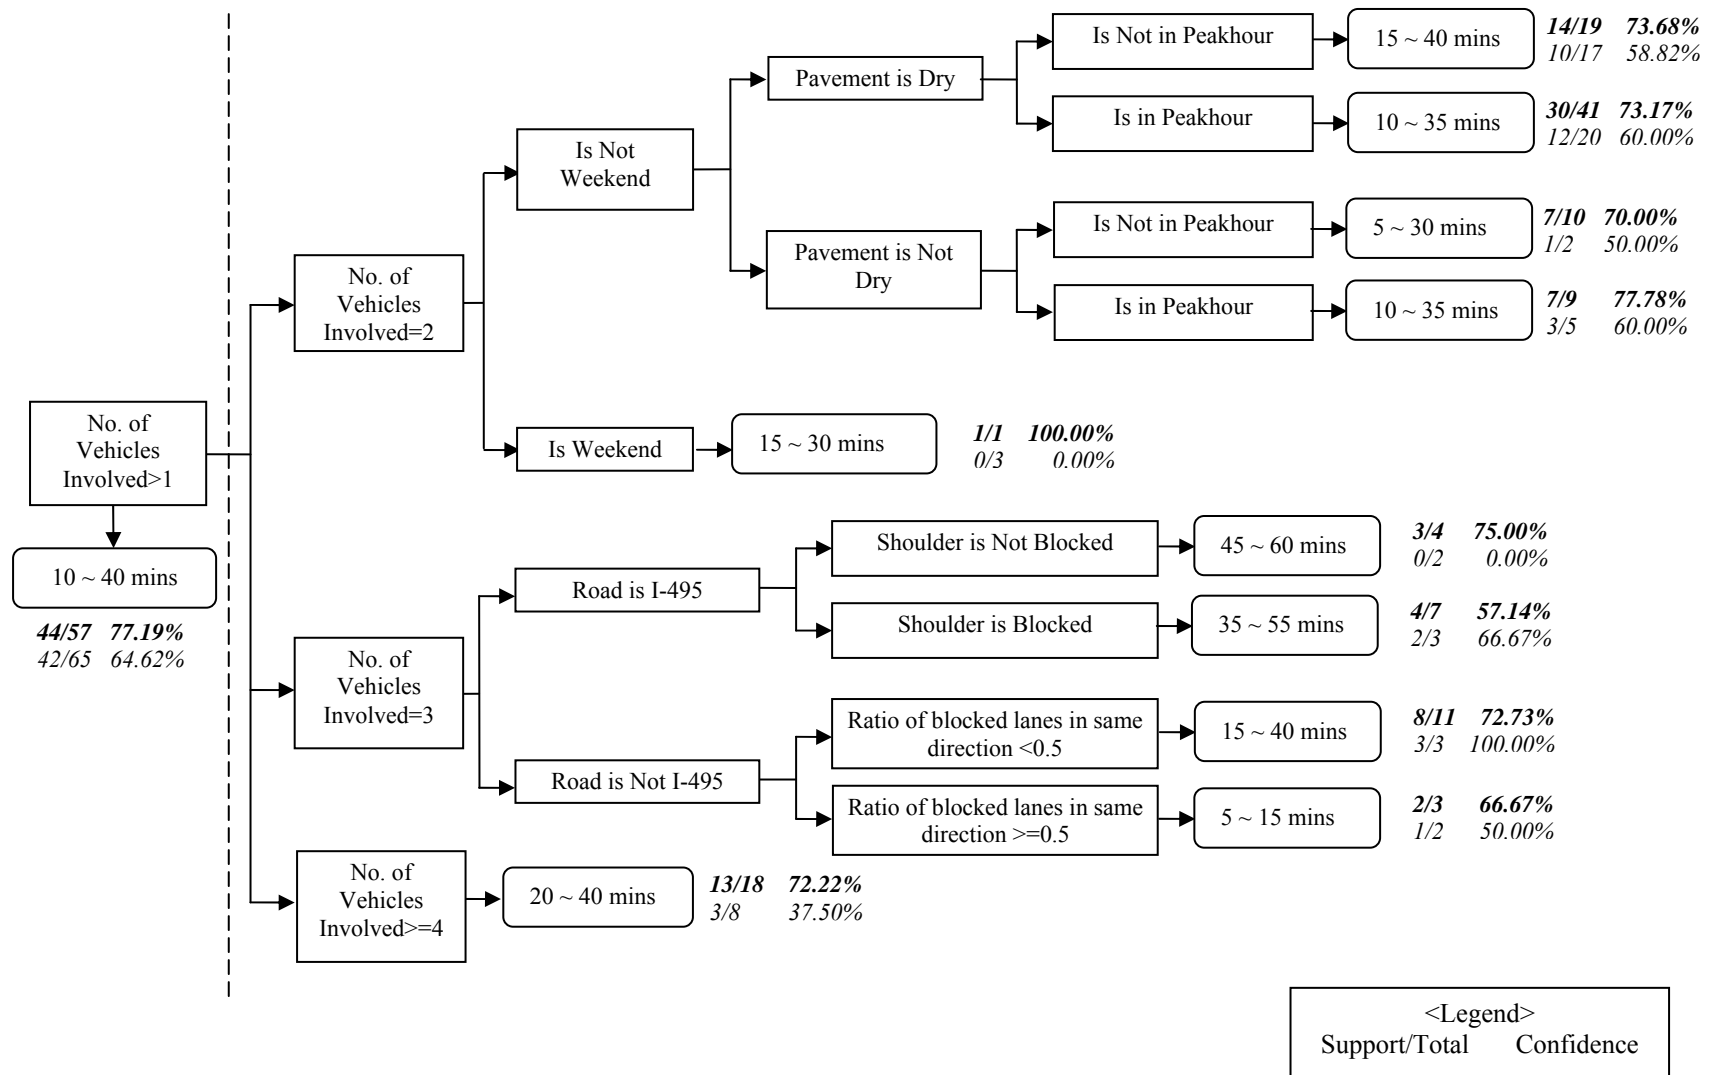 No. of
Vehicles
Involved>1
10 ~ 40 mins
44/57 77.19%
42/65 64.62%
No. of
Vehicles
Involved=2
Is Not
Weekend
Pavement is Dry
Is Not in Peakhour
15 ~ 40 mins
14/19 73.68%
10/17 58.82%
Is in Peakhour
10 ~ 35 mins
30/41 73.17%
12/20 60.00%
Pavement is Not
Dry
Is Not in Peakhour
5 ~ 30 mins
7/10 70.00%
1/2 50.00%
Is in Peakhour
10 ~ 35 mins
7/9 77.78%
3/5 60.00%
Is Weekend
15 ~ 30 mins
1/1 100.00%
0/3 0.00%
No. of
Vehicles
Involved=3
Road is I-495
Shoulder is Not Blocked
45 ~ 60 mins
3/4 75.00%
0/2 0.00%
Shoulder is Blocked
35 ~ 55 mins
4/7 57.14%
2/3 66.67%
Road is Not I-495
Ratio of blocked lanes in same
direction <0.5
15 ~ 40 mins
8/11 72.73%
3/3 100.00%
Ratio of blocked lanes in same
direction >=0.5
5 ~ 15 mins
2/3 66.67%
1/2 50.00%
No. of
Vehicles
Involved>=4
20 ~ 40 mins
13/18 72.22%
3/8 37.50%
<Legend>
Support/Total Confidence